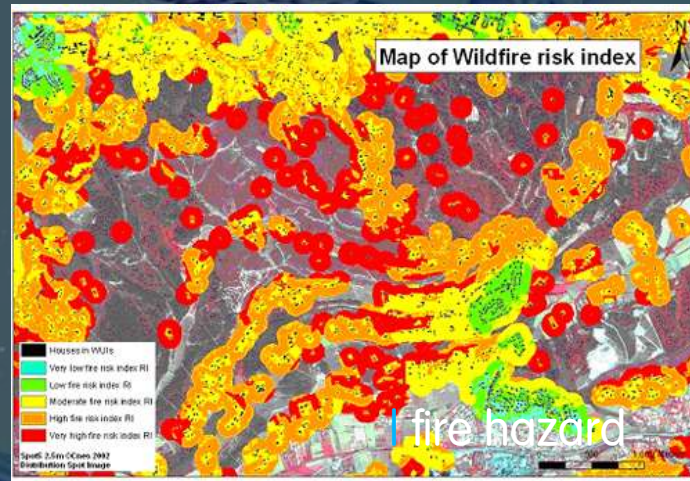 Map of Wildfire risk index
N
Houses in WUIs
Very low fire risk index RI
Low fire risk index RI
Moderate fire risk index RI
High fire risk index RI
Very high fire risk index RI
Spot5 2,5m ©Cnes 2002
Distribution Spot Image
fire hazard